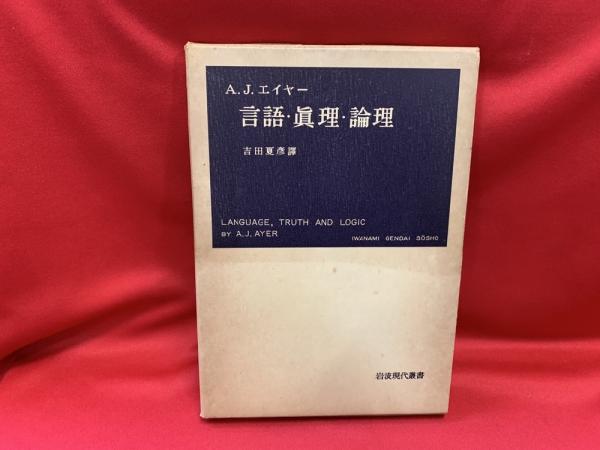 A.J.エイヤー
言語・眞理・論理
吉田夏彦譯
LANGUAGE, TRUTH AND LOGIC
BY A.J. AYER
IWANAMI GENDAI SŌSHO
岩波現代叢書